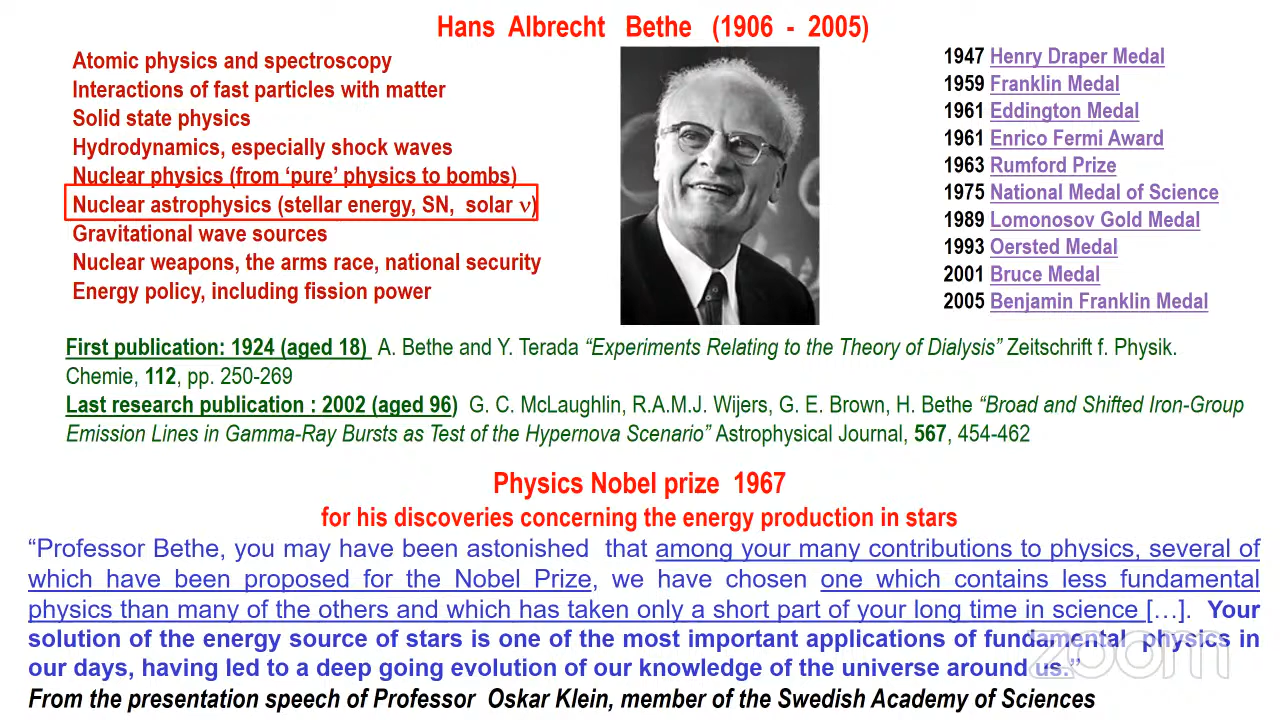 Hans Albrecht Bethe (1906 - 2005)
Atomic physics and spectroscopy
Interactions of fast particles with matter
Solid state physics
Hydrodynamics, especially shock waves
Nuclear physics (from ‘pure’ physics to bombs)
Nuclear astrophysics (stellar energy, SN, solar ν)
Gravitational wave sources
Nuclear weapons, the arms race, national security
Energy policy, including fission power
1947 Henry Draper Medal
1959 Franklin Medal
1961 Eddington Medal
1961 Enrico Fermi Award
1963 Rumford Prize
1975 National Medal of Science
1989 Lomonosov Gold Medal
1993 Oersted Medal
2001 Bruce Medal
2005 Benjamin Franklin Medal
First publication: 1924 (aged 18) A. Bethe and Y. Terada “Experiments Relating to the Theory of Dialysis” Zeitschrift f. Physik.
Chemie, 112, pp. 250-269
Last research publication : 2002 (aged 96) G. C. McLaughlin, R.A.M.J. Wijers, G. E. Brown, H. Bethe “Broad and Shifted Iron-Group
Emission Lines in Gamma-Ray Bursts as Test of the Hypernova Scenario” Astrophysical Journal, 567, 454-462
Physics Nobel prize 1967
for his discoveries concerning the energy production in stars
“Professor Bethe, you may have been astonished that among your many contributions to physics, several of
which have been proposed for the Nobel Prize, we have chosen one which contains less fundamental
physics than many of the others and which has taken only a short part of your long time in science […]. Your
solution of the energy source of stars is one of the most important applications of fundamental physics in
our days, having led to a deep going evolution of our knowledge of the universe around us.”
zoom
From the presentation speech of Professor Oskar Klein, member of the Swedish Academy of Sciences